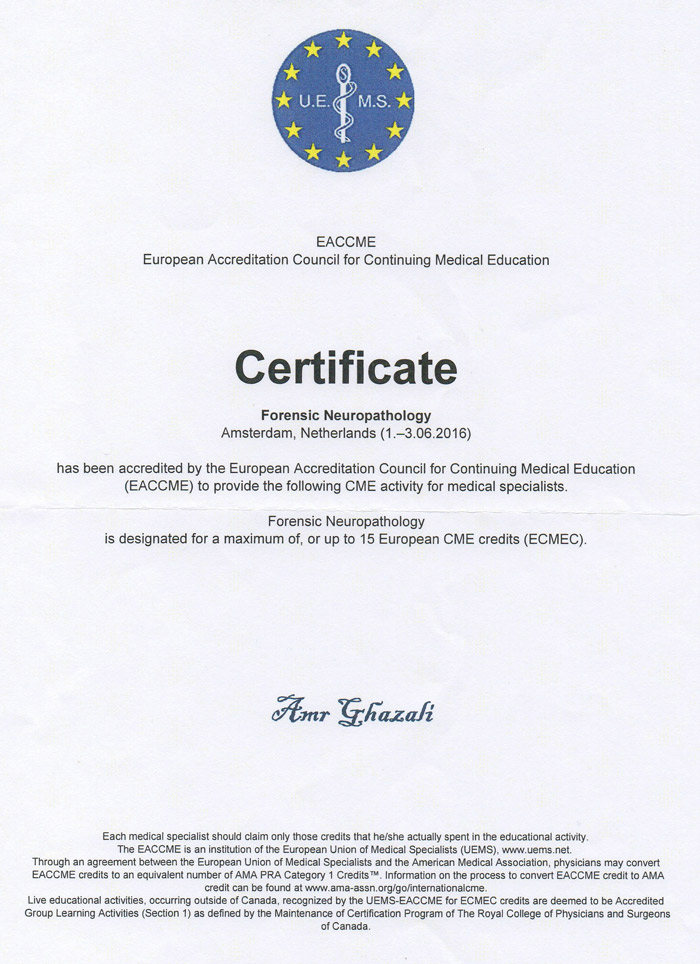 U.E. M.S.
EACCME
European Accreditation Council for Continuing Medical Education
Certificate
Forensic Neuropathology
Amsterdam, Netherlands (1.–3.06.2016)
has been accredited by the European Accreditation Council for Continuing Medical Education
(EACCME) to provide the following CME activity for medical specialists.
Forensic Neuropathology
is designated for a maximum of, or up to 15 European CME credits (ECMEC).
Amr Ghazali
Each medical specialist should claim only those credits that he/she actually spent in the educational activity.
The EACCME is an institution of the European Union of Medical Specialists (UEMS), www.uems.net.
Through an agreement between the European Union of Medical Specialists and the American Medical Association, physicians may convert
EACCME credits to an equivalent number of AMA PRA Category 1 Credits™. Information on the process to convert EACCME credit to AMA
credit can be found at www.ama-assn.org/go/internationalcme.
Live educational activities, occurring outside of Canada, recognized by the UEMS-EACCME for ECMEC credits are deemed to be Accredited
Group Learning Activities (Section 1) as defined by the Maintenance of Certification Program of The Royal College of Physicians and Surgeons
of Canada.